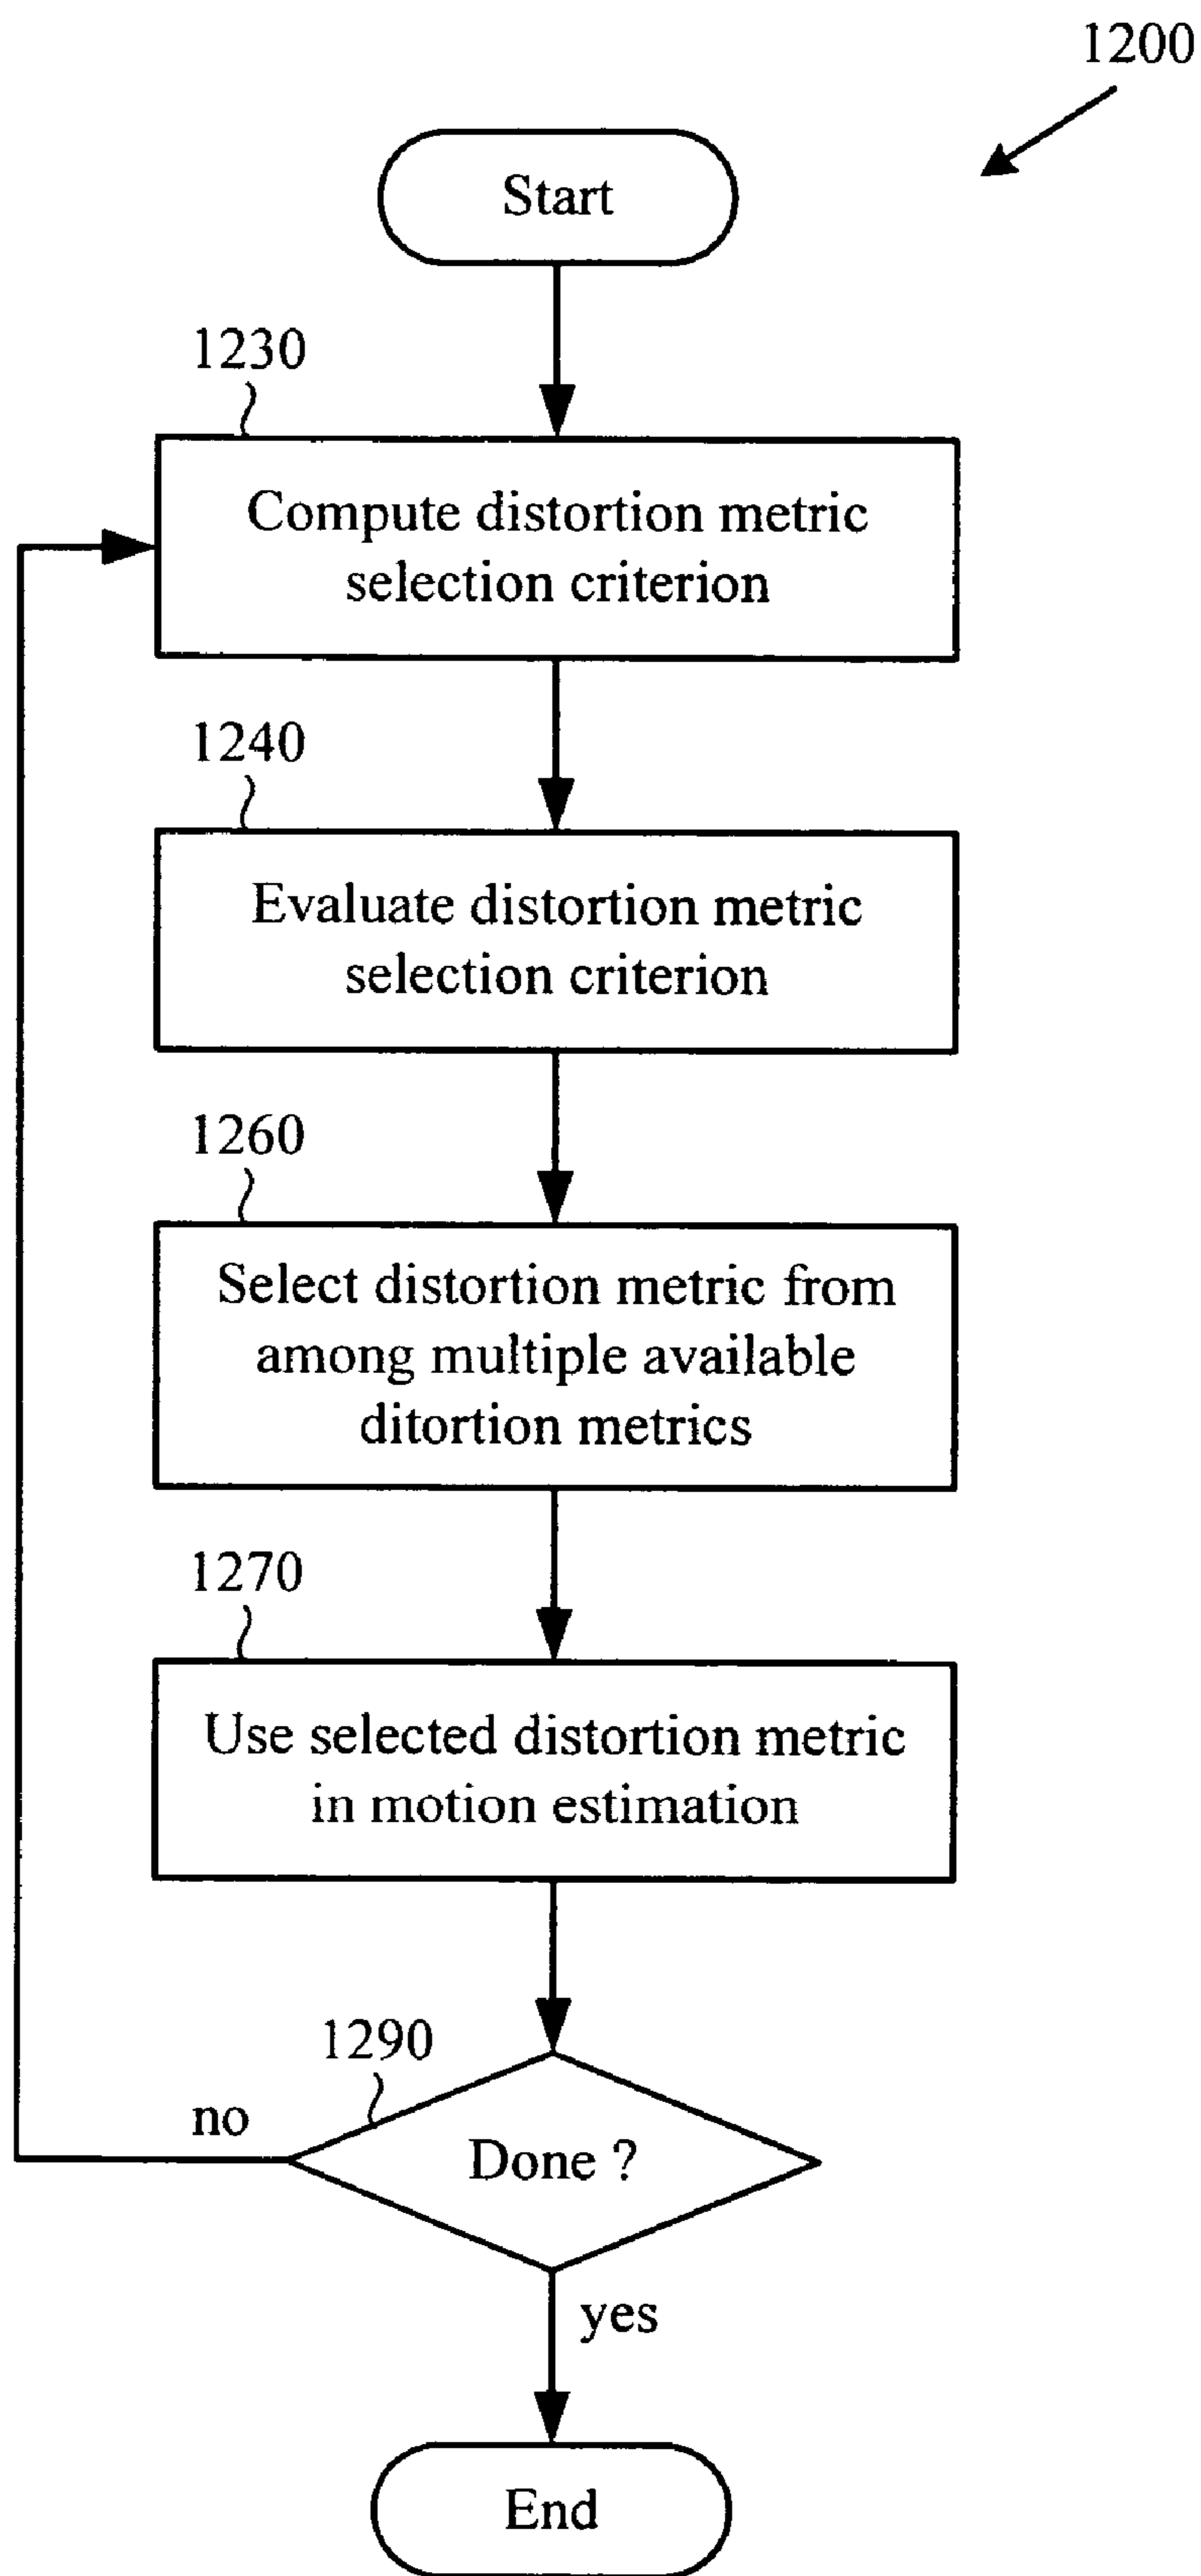 1200
Start
1230
Compute distortion metric
selection criterion
1240
Evaluate distortion metric
selection criterion
1260
Select distortion metric from
among multiple available
ditortion metrics
1270
Use selected distortion metric
in motion estimation
1290
no
Done ?
yes
End